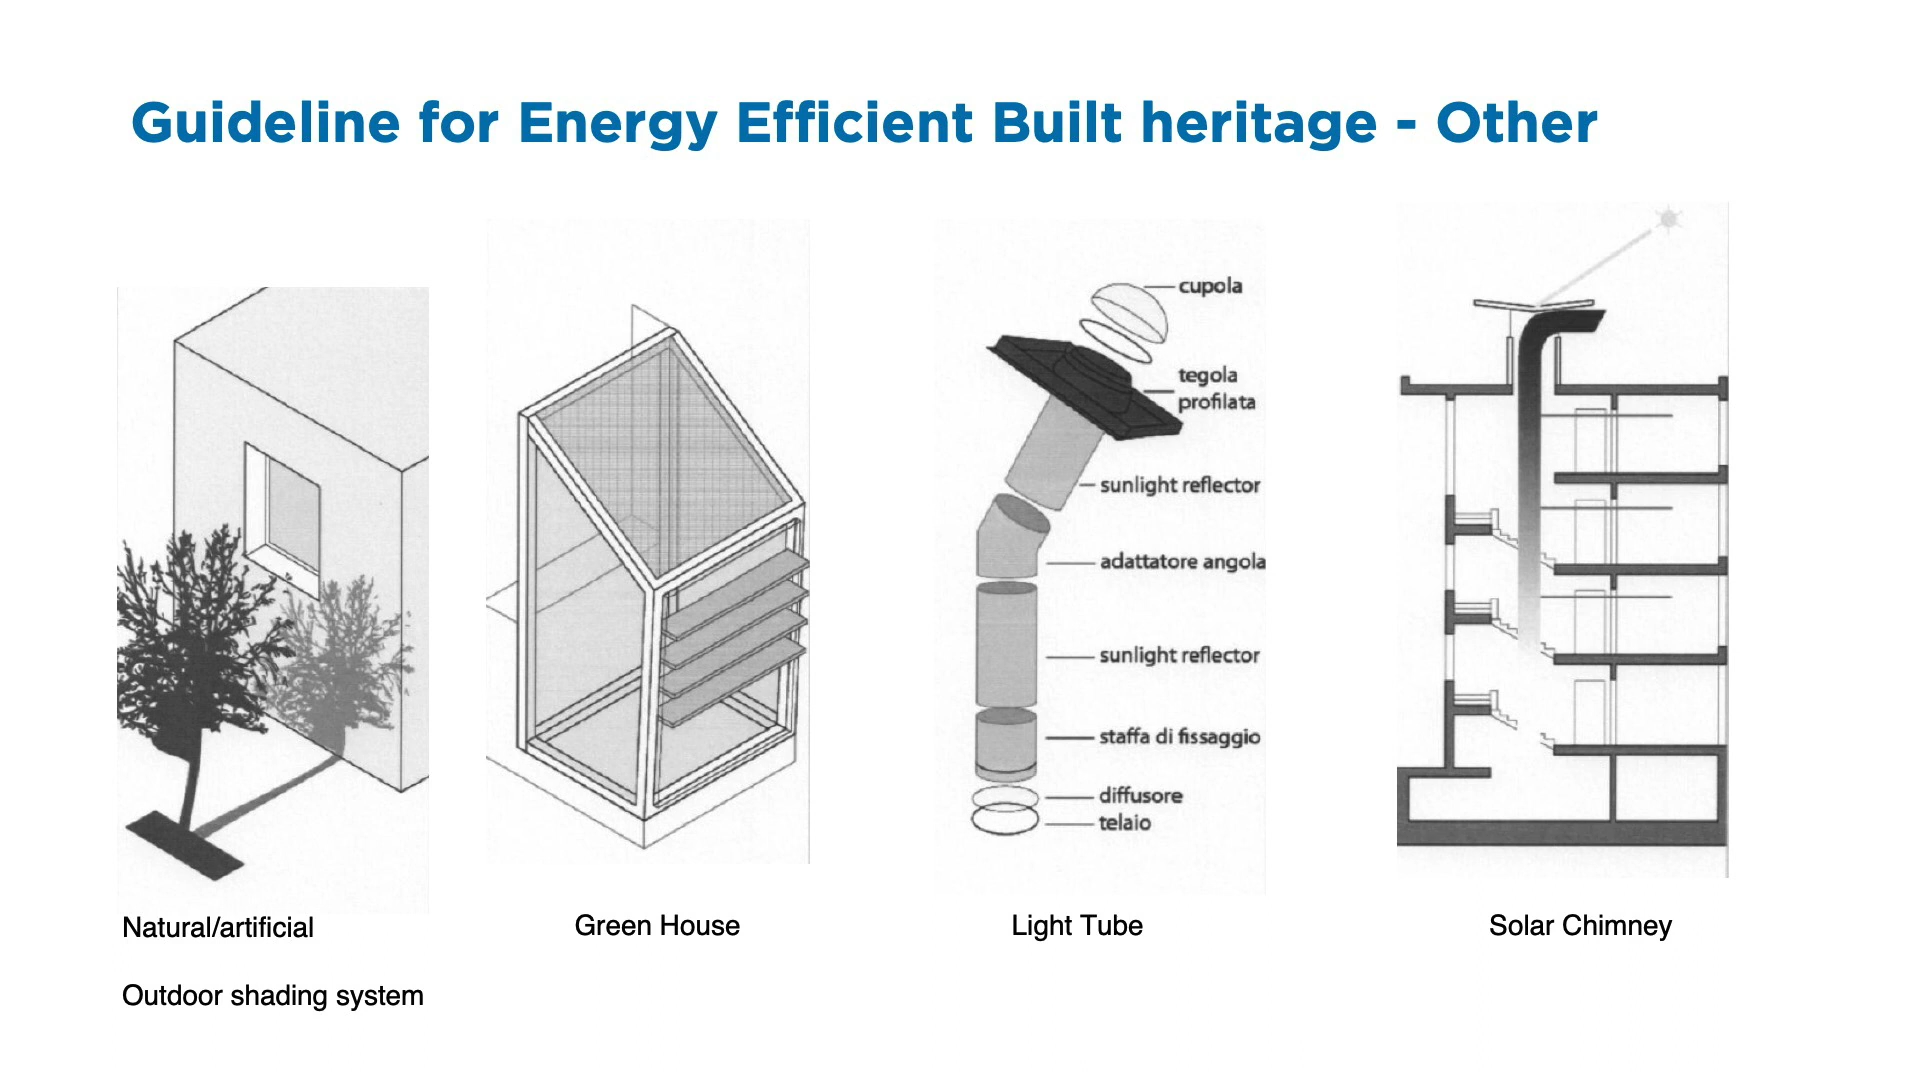 Guideline for Energy Efficient Built heritage - Other
cupola
tegola
profilata
sunlight reflector
adattatore angola
sunlight reflector
staffa di fissaggio
diffusore
telaio
Natural/artificial
Outdoor shading system
Green House
Light Tube
Solar Chimney